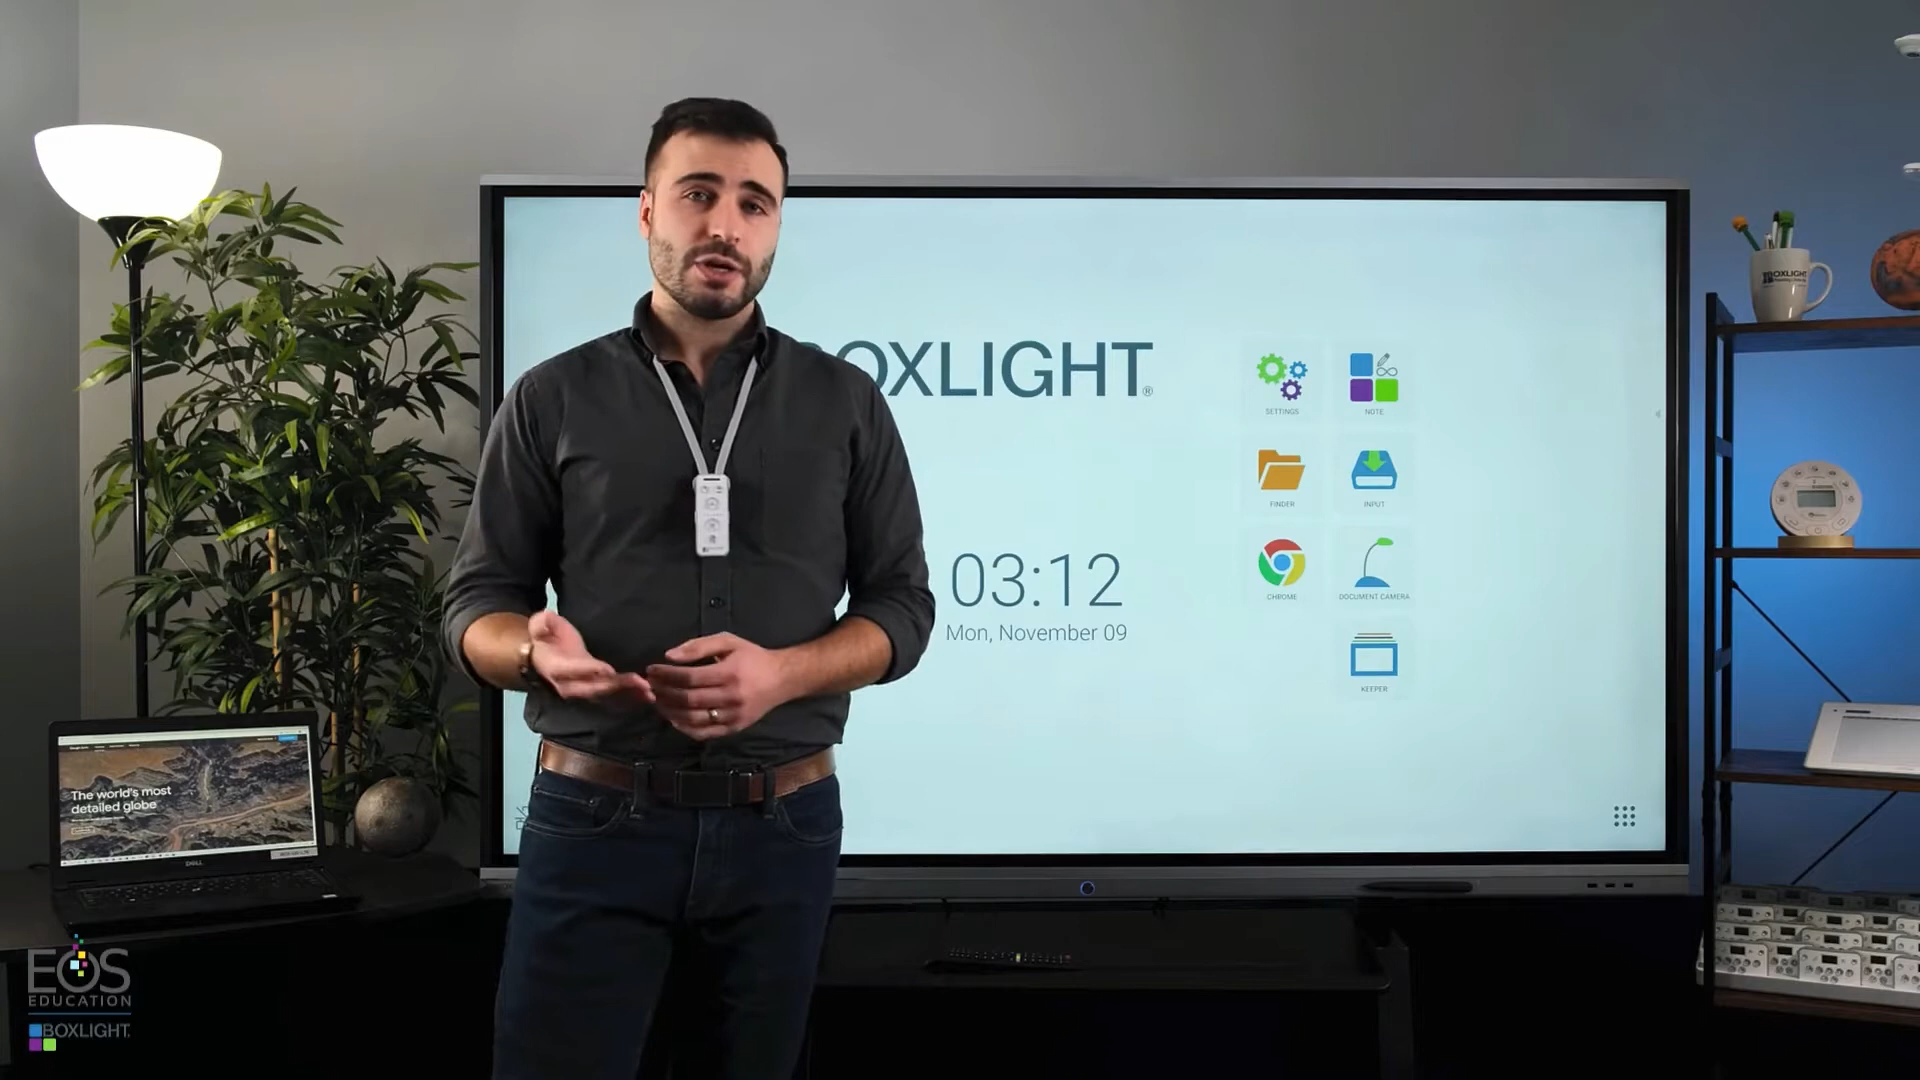 OXLIGHT®
SETTINGS
NOTE
FINDER
INPUT
CHROME
DOCUMENT CAMERA
KEEPER
03:12
Mon, November 09
BOXLIGHT
The world's most
detailed globe
DELL
EOS
EDUCATION
BOXLIGHT